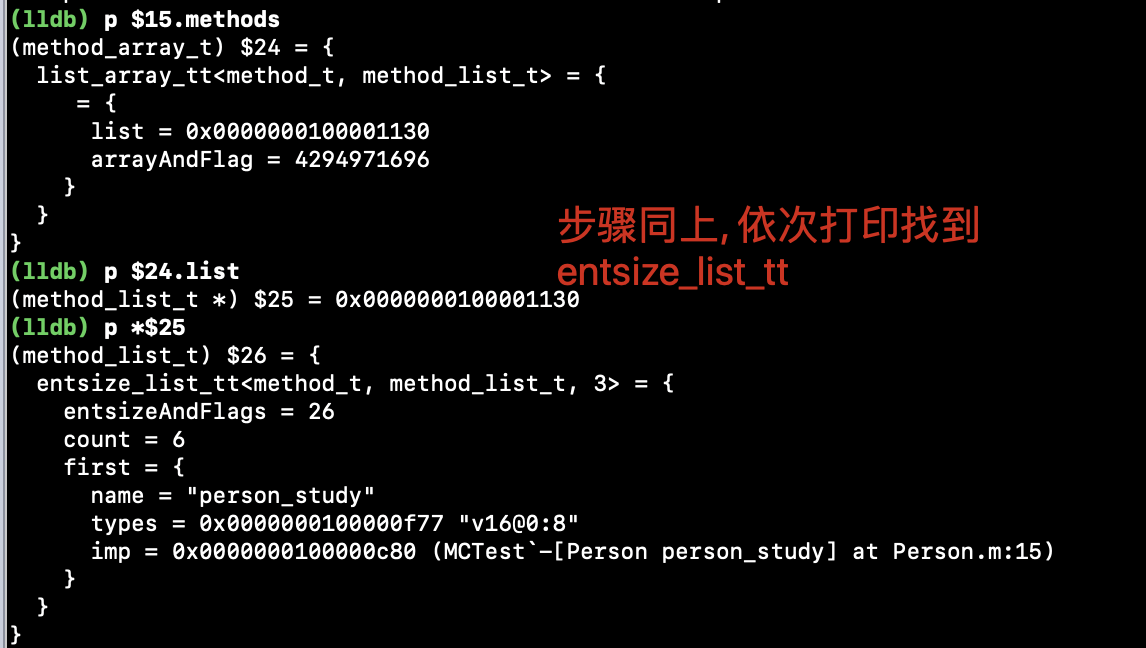 (lldb) p $15.methods
(method_array_t) $24 = {
  list_array_tt<method_t, method_list_t> = {
     = {
      list = 0x0000000100001130
      arrayAndFlag = 4294971696
    }
  }
}
步骤同上, 依次打印找到
entsize_list_tt
(lldb) p $24.list
(method_list_t *) $25 = 0x0000000100001130
(lldb) p *$25
(method_list_t) $26 = {
  entsize_list_tt<method_t, method_list_t, 3> = {
    entsizeAndFlags = 26
    count = 6
    first = {
      name = "person_study"
      types = 0x0000000100000f77 "v16@0:8"
      imp = 0x0000000100000c80 (MCTest`-[Person person_study] at Person.m:15)
    }
  }
}